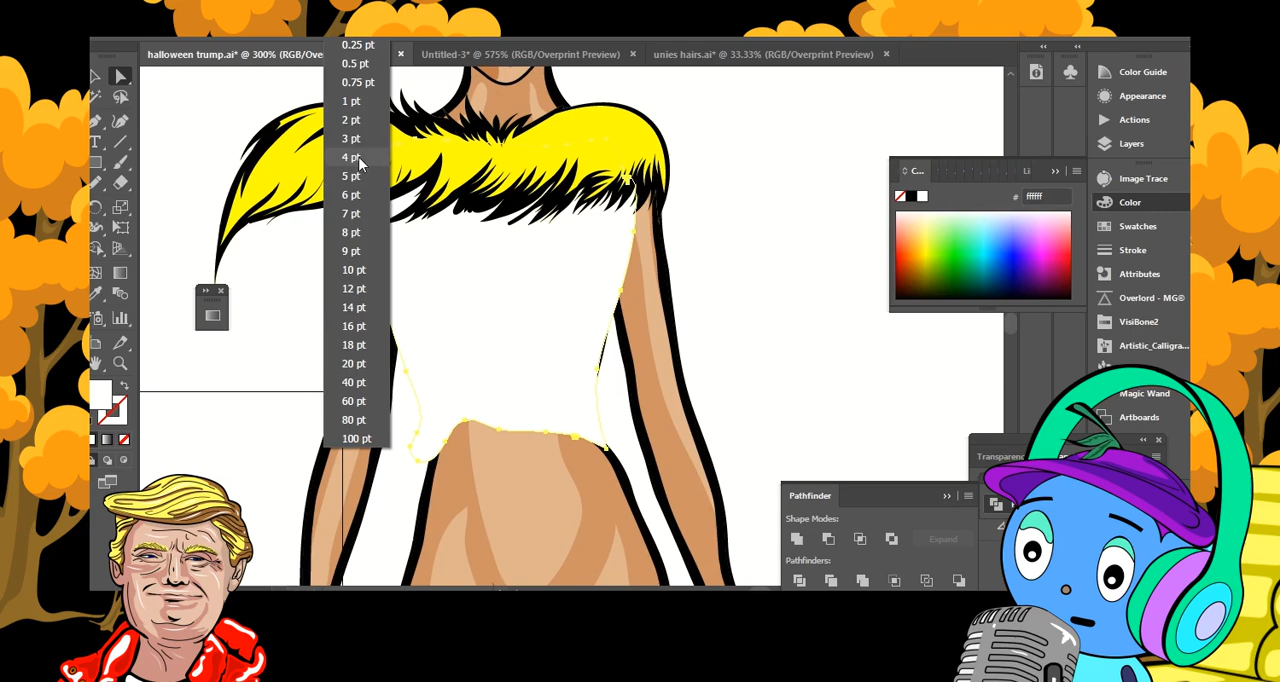 halloween trump.ai* @ 300% (RGB/Ove
Untitled-3* @ 575% (RGB/Overprint Preview)
unies hairs.ai* @ 33.33% (RGB/Overprint Preview)
0.25 pt
0.5 pt
0.75 pt
1 pt
2 pt
3 pt
4 pt
5 pt
6 pt
7 pt
8 pt
9 pt
10 pt
12 pt
14 pt
16 pt
18 pt
20 pt
40 pt
60 pt
80 pt
100 pt
C...
Li
# ffffff
Color Guide
Appearance
Actions
Layers
Image Trace
Color
Swatches
Stroke
Attributes
Overlord - MG©
VisiBone2
Artistic_Calligra...
Magic Wand
Artboards
Transparenc
Pathfinder
Shape Modes:
Expand
Pathfinders: